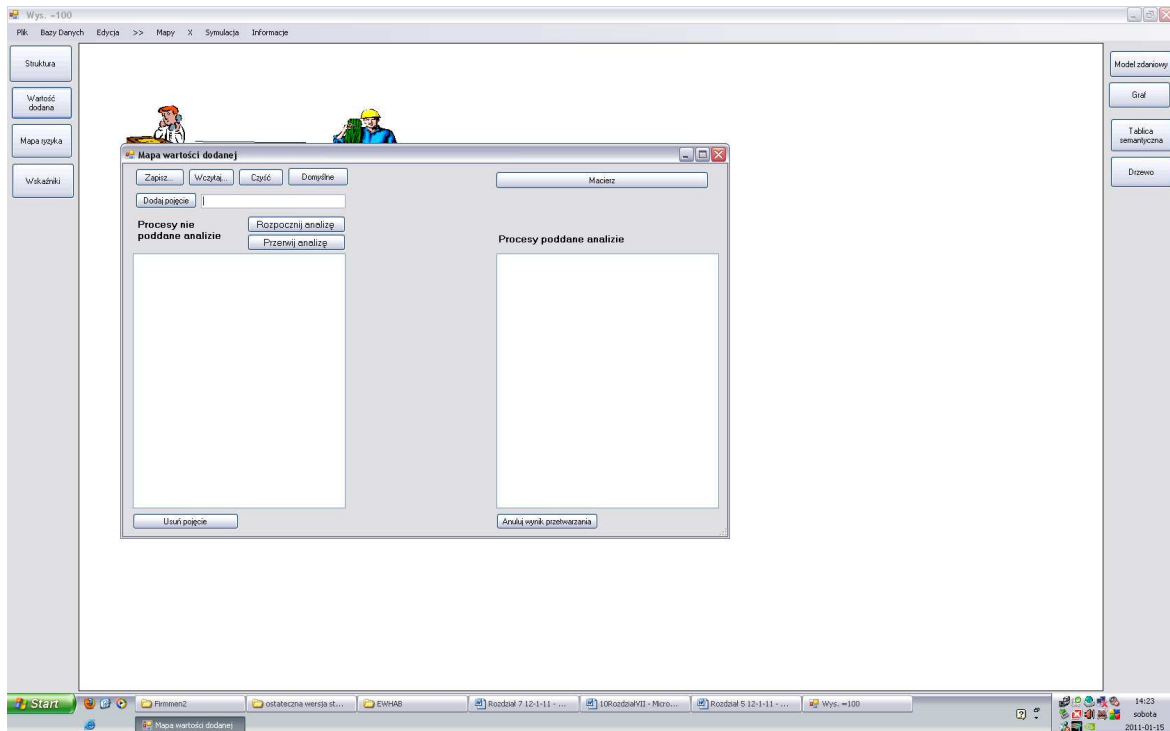 Wys. -100
Plik Bazy Danych Edycja >> Mapy X Symulacja Informacje
Struktura
Wartość
dodana
Mapa ryzyka
Wskaźniki
Model zdaniowy
Graf
Tablica
semantyczna
Drzewo
Mapa wartości dodanej
Zapisz... Wczytaj... Czyść Domyślne
Macierz
Dodaj pojęcie
Procesy nie
poddane analizie
Rozpocznij analizę
Przerwij analizę
Procesy poddane analizie
Usuń pojęcie
Anuluj wynik przetwarzania
Start
Firmmen2
ostateczna wersja st...
EWHAB
Rozdział 7 12-1-11 - ...
10RozdziałVII - Micro...
Rozdział 5 12-1-11 - ...
Wys. =100
Mapa wartości dodanej
14:23
sobota
2011-01-15